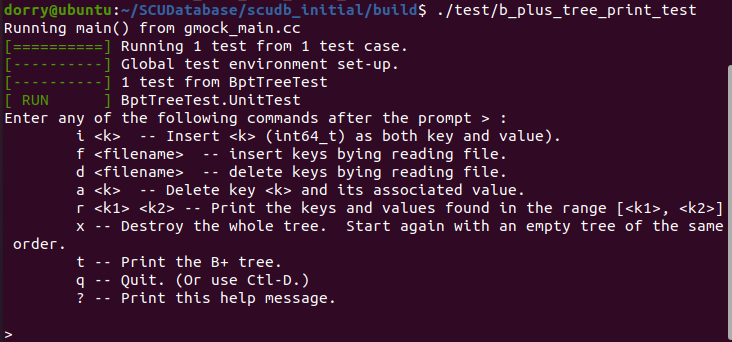 dorry@ubuntu:~/SCUDatabase/scudb_initial/build$ ./test/b_plus_tree_print_test
Running main() from gmock_main.cc
[==========] Running 1 test from 1 test case.
[----------] Global test environment set-up.
[----------] 1 test from BptTreeTest
[ RUN      ] BptTreeTest.UnitTest
Enter any of the following commands after the prompt > :
        i <k>  -- Insert <k> (int64_t) as both key and value).
        f <filename>  -- insert keys bying reading file.
        d <filename>  -- delete keys bying reading file.
        a <k>  -- Delete key <k> and its associated value.
        r <k1> <k2> -- Print the keys and values found in the range [<k1>, <k2>]
        x -- Destroy the whole tree.  Start again with an empty tree of the same
 order.
        t -- Print the B+ tree.
        q -- Quit. (Or use Ctl-D.)
        ? -- Print this help message.
>